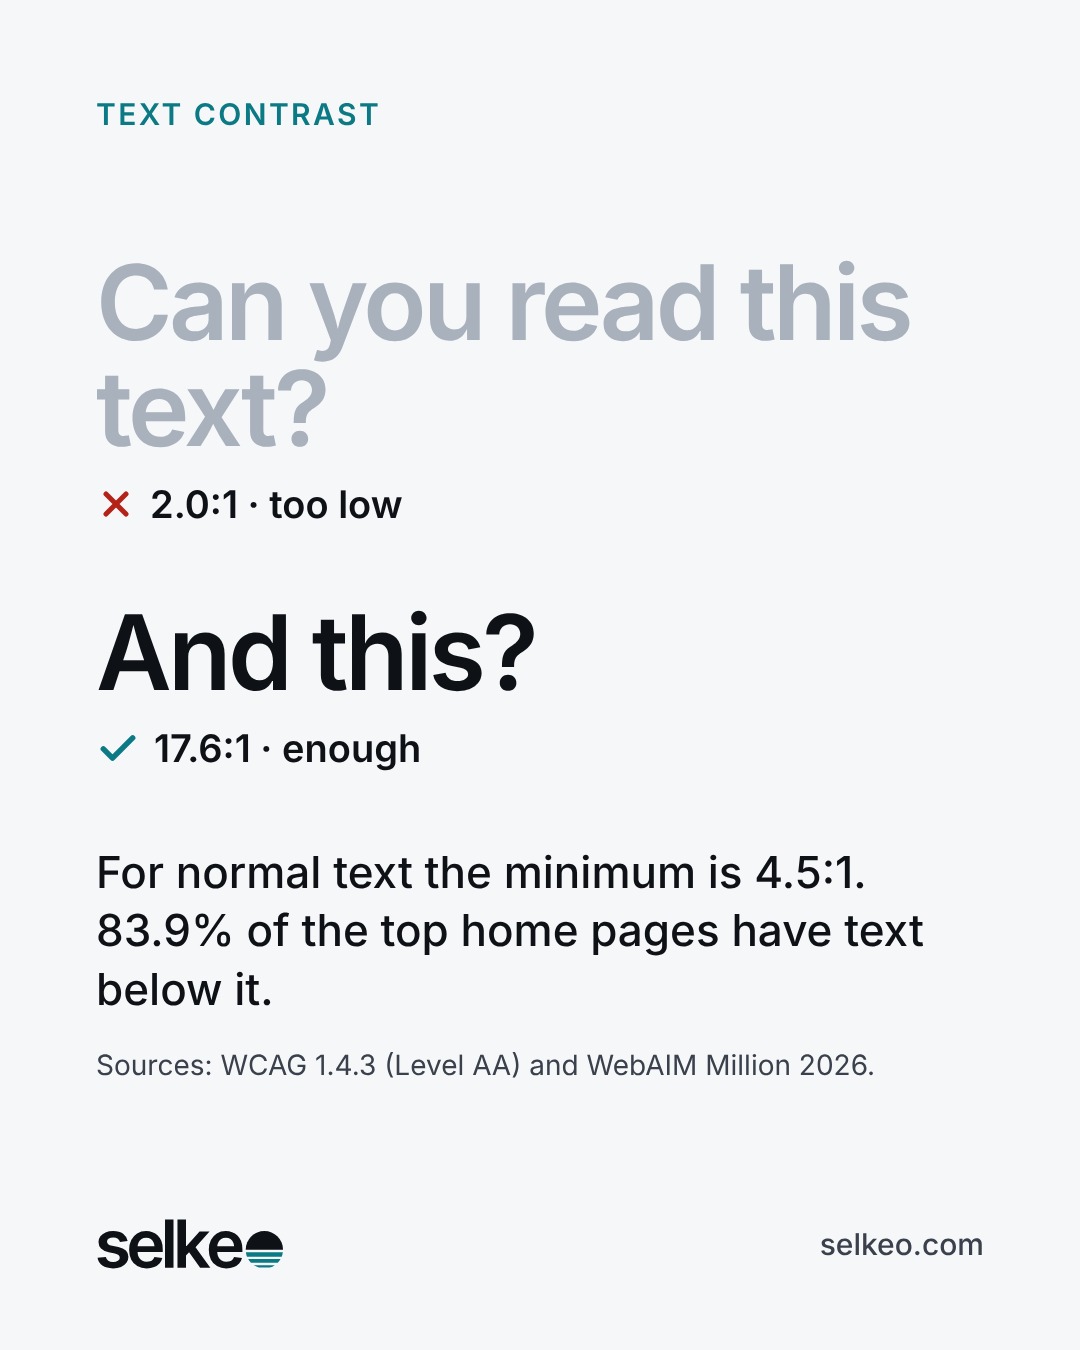 TEXT CONTRAST
Can you read this
text?
2.0:1 · too low
And this?
17.6:1 · enough
For normal text the minimum is 4.5:1.
83.9% of the top home pages have text
below it.
Sources: WCAG 1.4.3 (Level AA) and WebAIM Million 2026.
selkeo
selkeo.com